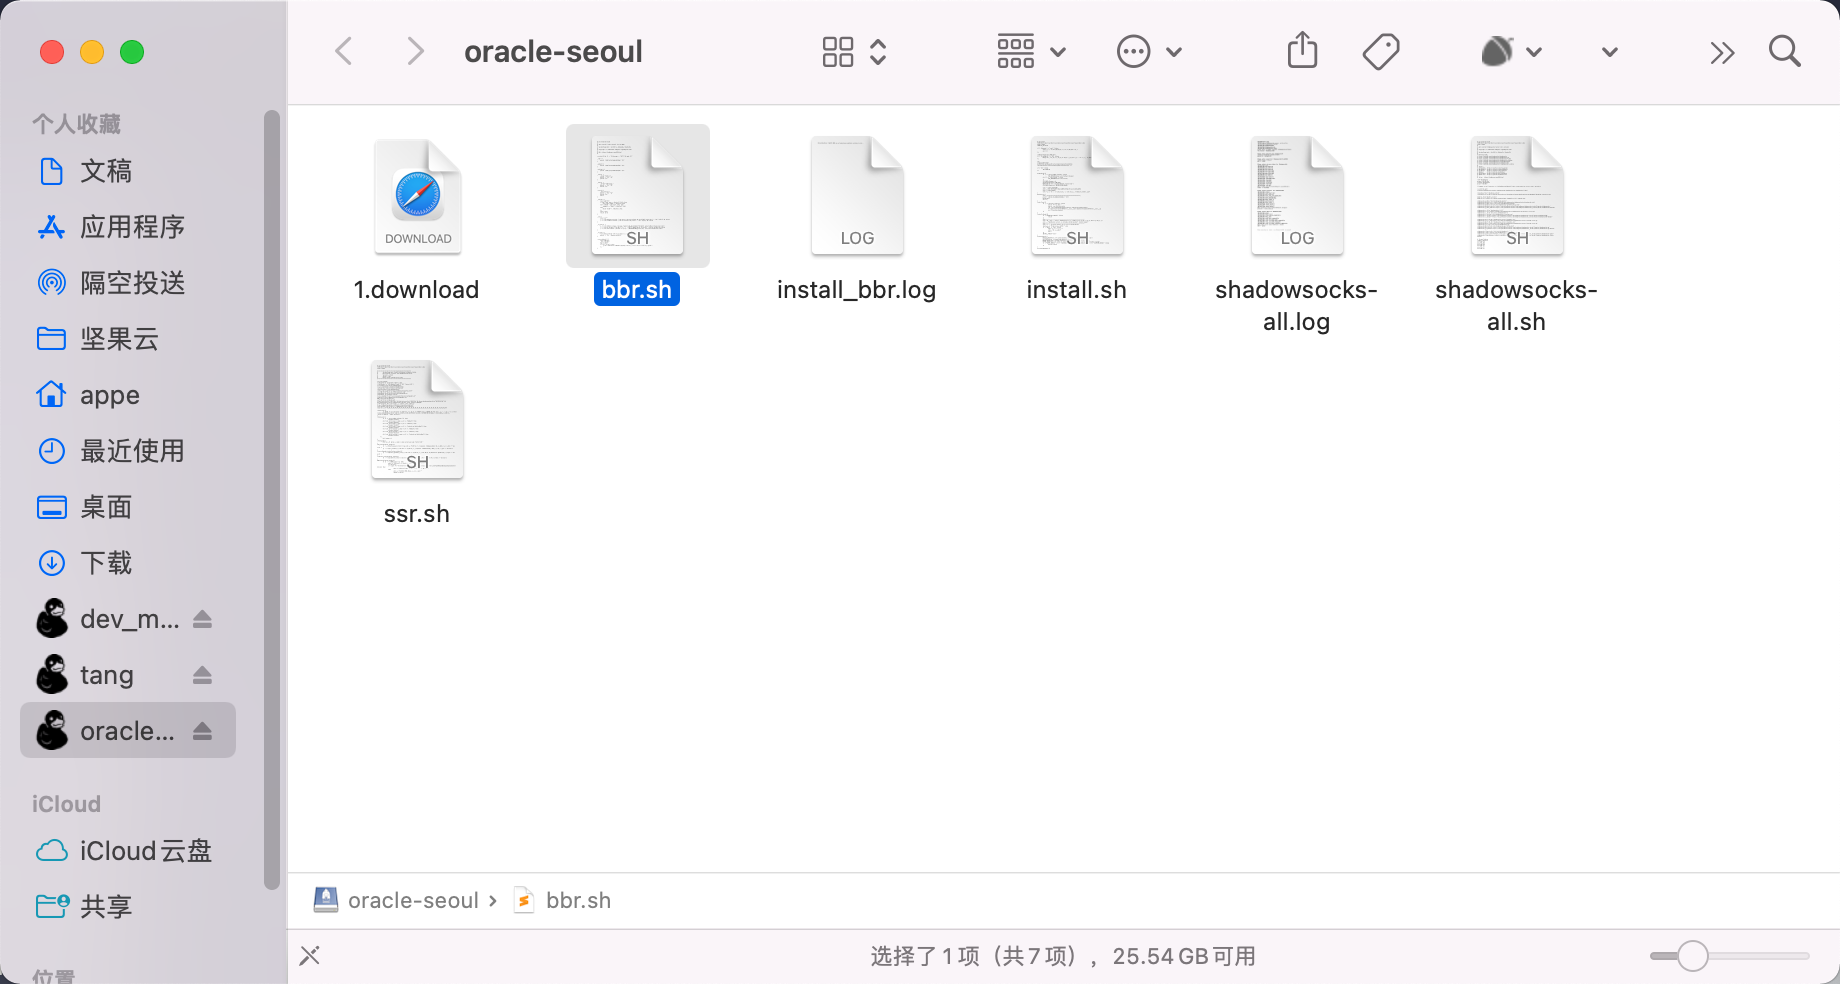 oracle-seoul
个人收藏
文稿
应用程序
隔空投送
坚果云
appe
最近使用
桌面
下载
dev_m...
tang
oracle...
iCloud
iCloud云盘
共享
位置
DOWNLOAD
1.download
SH
bbr.sh
LOG
install_bbr.log
SH
install.sh
LOG
shadowsocks-
all.log
SH
shadowsocks-
all.sh
SH
ssr.sh
oracle-seoul › bbr.sh
选择了1项（共7项），25.54 GB可用